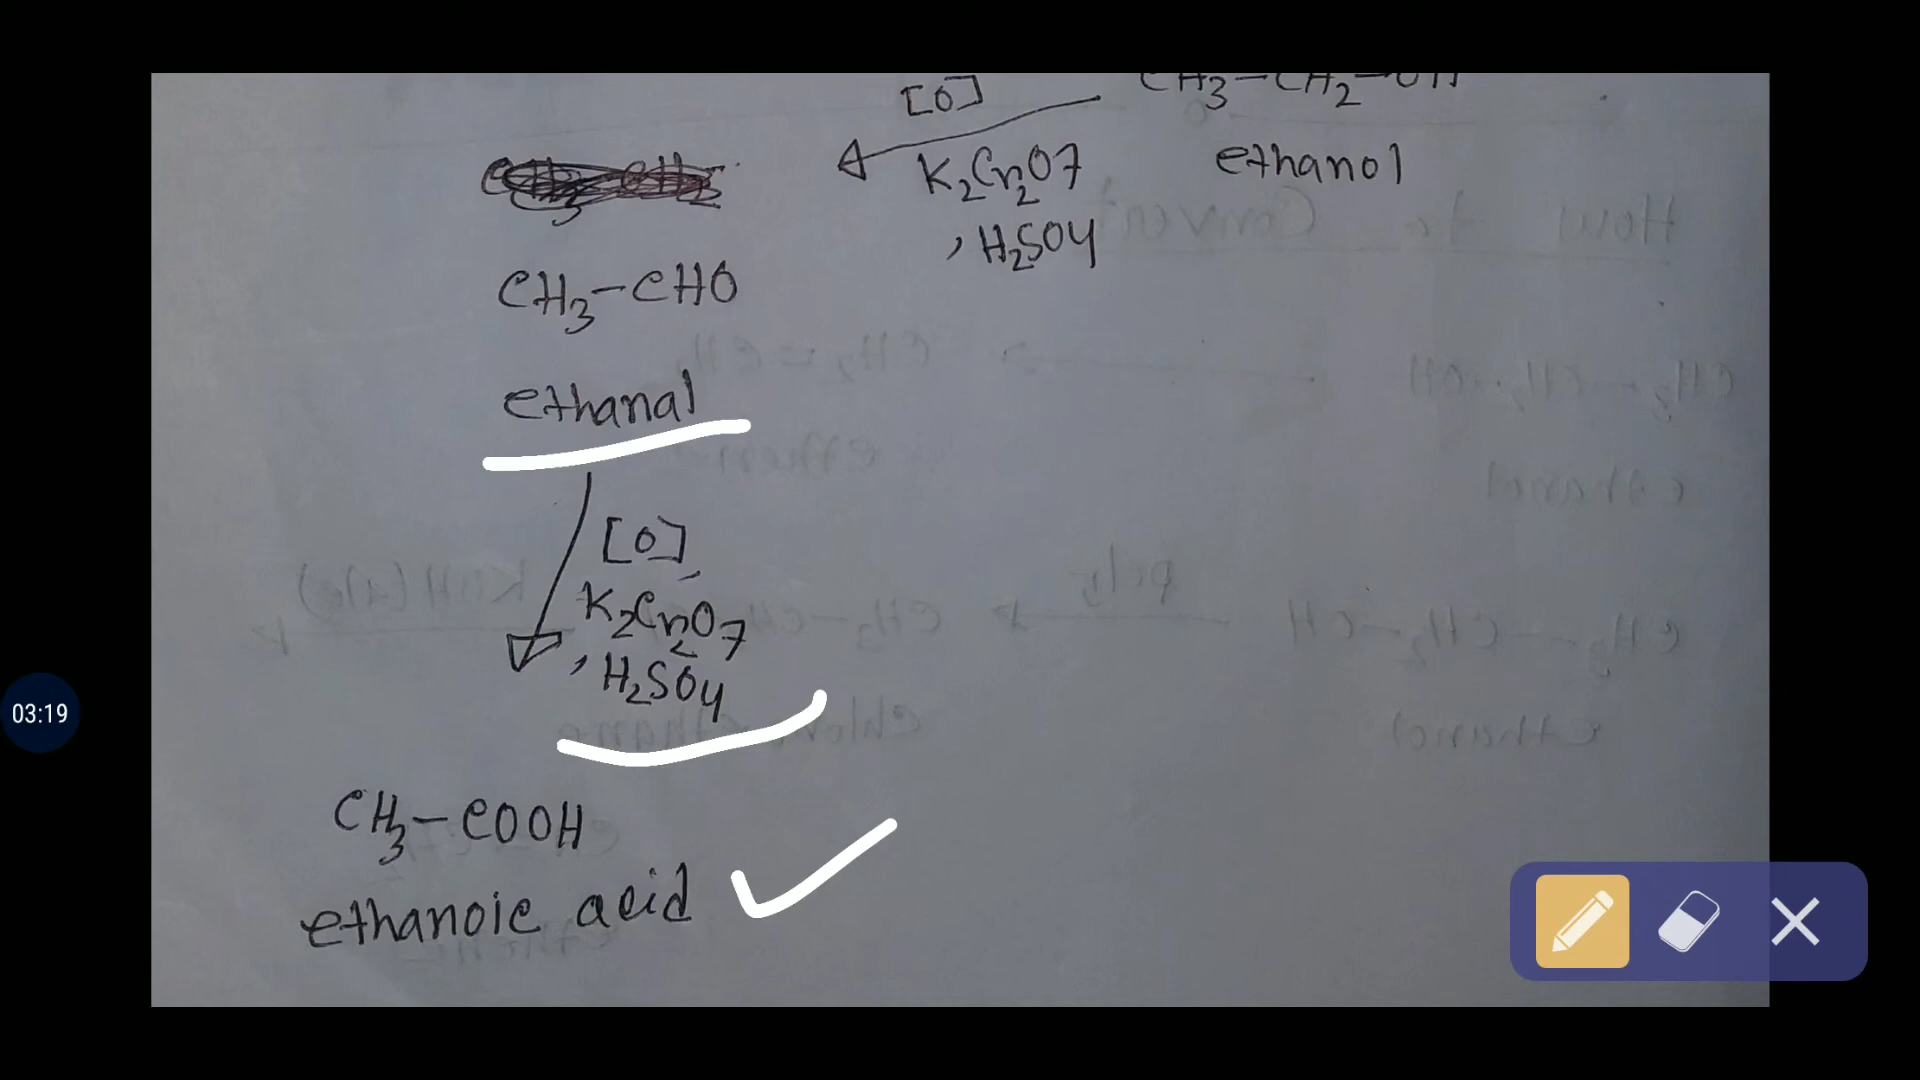 [O]
CH3-CH2-OH
K2Cr2O7
ethanol
, H2SO4
CH3-CHO
ethanal
[O]
K2Cr2O7
, H2SO4
CH3-COOH
ethanoic acid
03:19